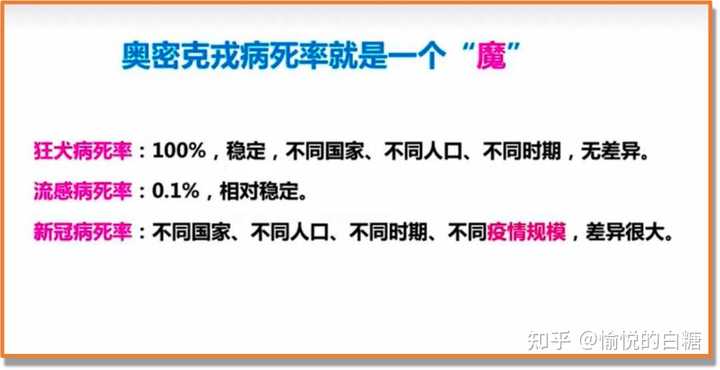 奥密克戎病死率就是一个“魔”
狂犬病死率：100%，稳定，不同国家、不同人口、不同时期，无差异。
流感病死率：0.1%，相对稳定。
新冠病死率：不同国家、不同人口、不同时期、不同疫情规模，差异很大。
知乎 @愉悦的白糖